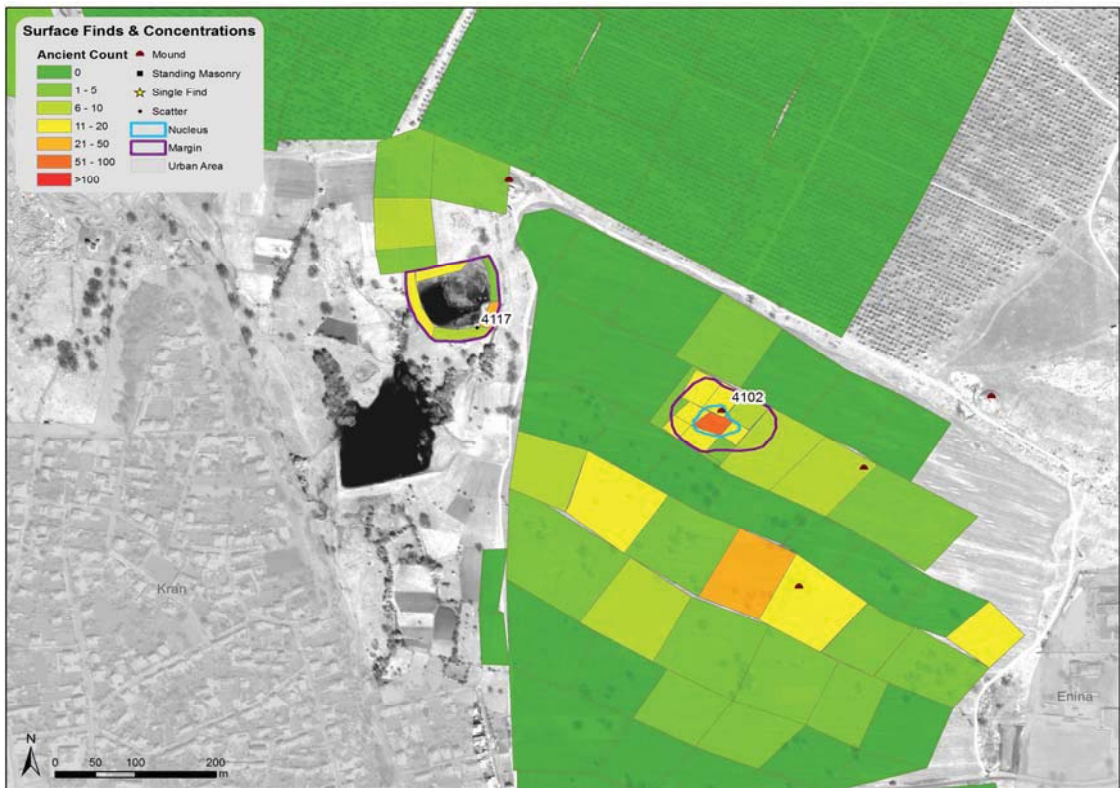 Surface Finds & Concentrations
Ancient Count
0
1 - 5
6 - 10
11 - 20
21 - 50
51 - 100
>100
Mound
Standing Masonry
Single Find
Scatter
Nucleus
Margin
Urban Area
4117
4102
Kran
Enina
N
0 50 100 200
m